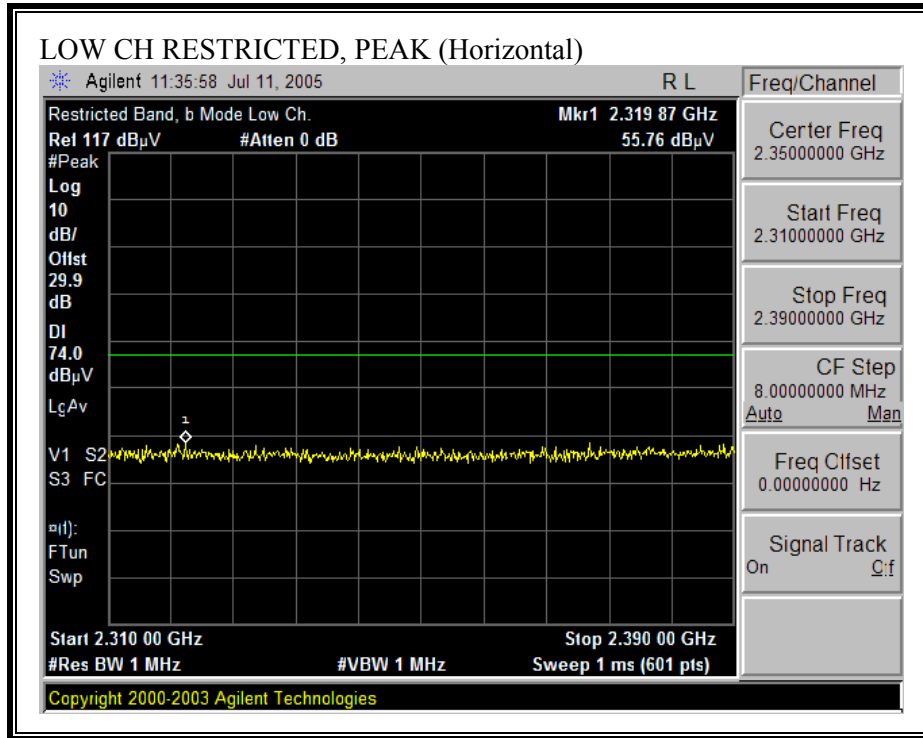 LOW CH RESTRICTED, PEAK (Horizontal)
Agilent 11:35:58 Jul 11, 2005 R L
Restricted Band, b Mode Low Ch. Mkr1 2.319 87 GHz
Ref 117 dBµV #Atten 0 dB 55.76 dBµV
#Peak
Log
10
dB/
Offst
29.9
dB
DI
74.0
dBµV
LgAv
1
V1 S2
S3 FC
¤(f):
FTun
Swp
Start 2.310 00 GHz Stop 2.390 00 GHz
#Res BW 1 MHz #VBW 1 MHz Sweep 1 ms (601 pts)
Copyright 2000-2003 Agilent Technologies
Freq/Channel
Center Freq
2.35000000 GHz
Start Freq
2.31000000 GHz
Stop Freq
2.39000000 GHz
CF Step
8.00000000 MHz
Auto Man
Freq Offset
0.00000000 Hz
Signal Track
On Off